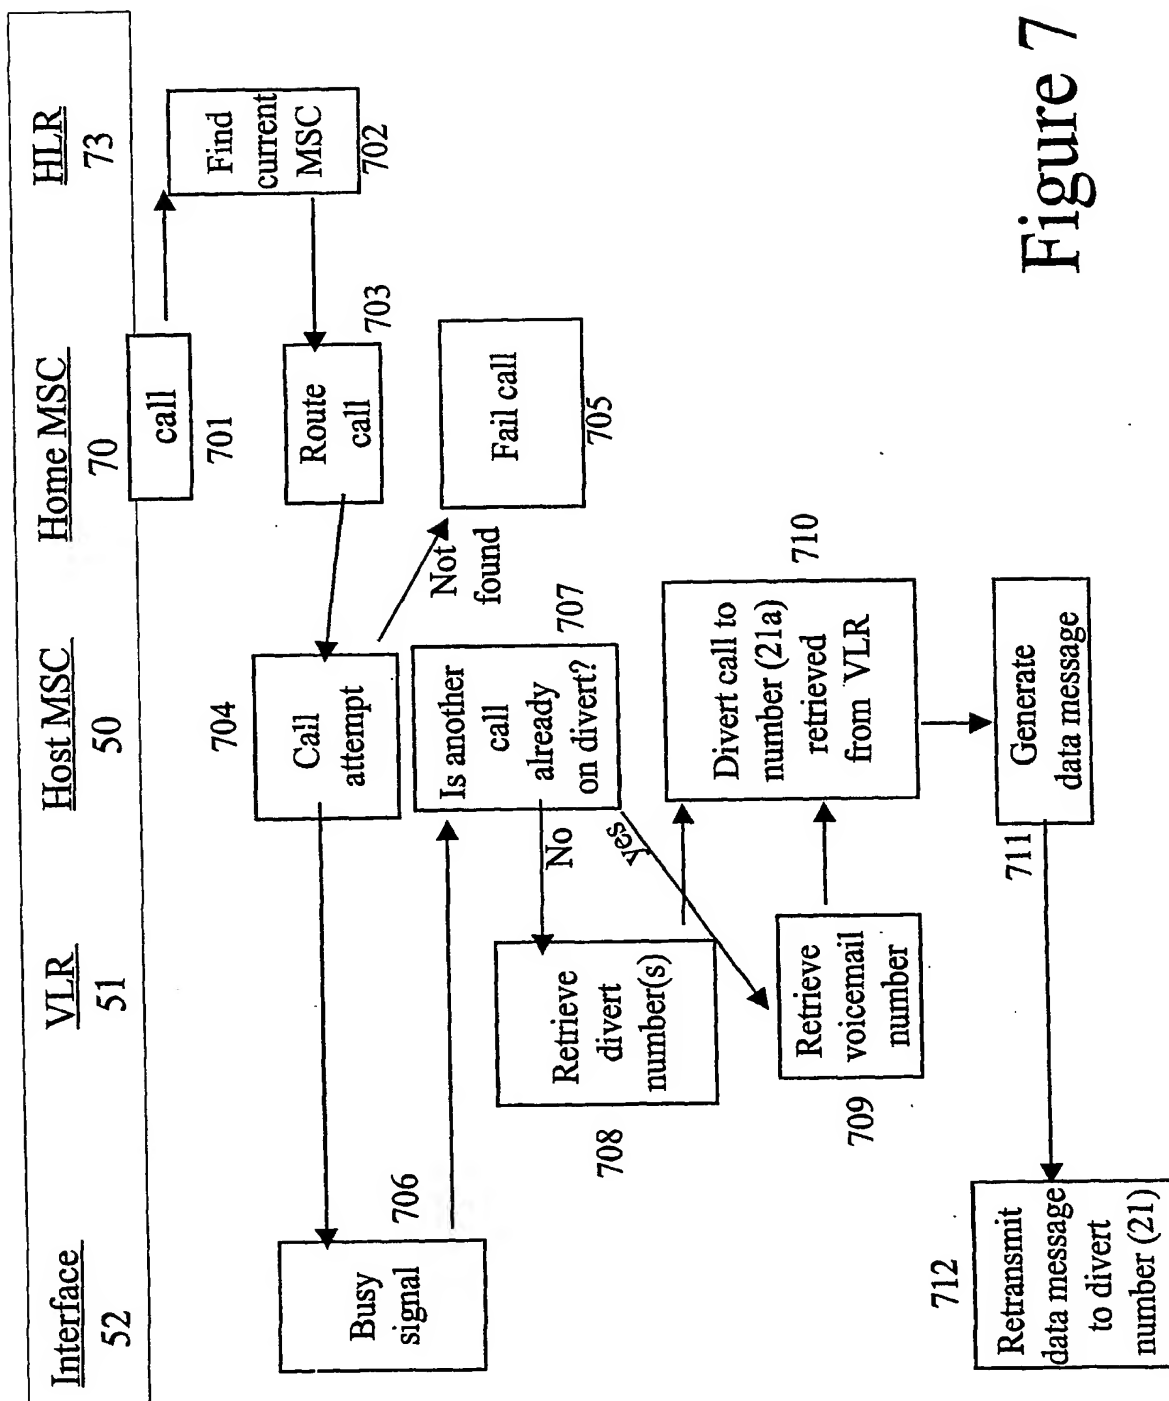 Interface
52
VLR
51
Host MSC
50
Home MSC
70
HLR
73
call
701
Find
current
MSC
702
Route
call
703
704
Call
attempt
Not
found
Fail call
705
Busy
signal
706
Is another
call
already
on divert?
707
No
yes
Retrieve
divert
number(s)
708
Retrieve
voicemail
number
709
Divert call to
number (21a)
retrieved
from VLR
710
Generate
data message
711
712
Retransmit
data message
to divert
number (21)
Figure 7